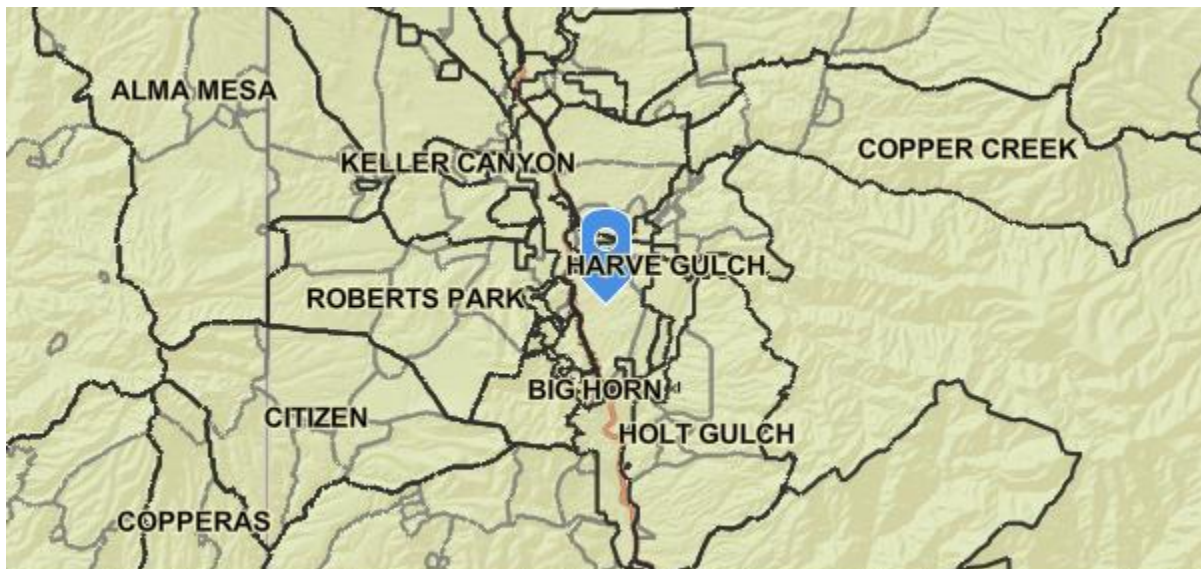 ALMA MESA
COPPER CREEK
KELLER CANYON
HARVE GULCH
ROBERTS PARK
BIG HORN
CITIZEN
HOLT GULCH
COPPERAS